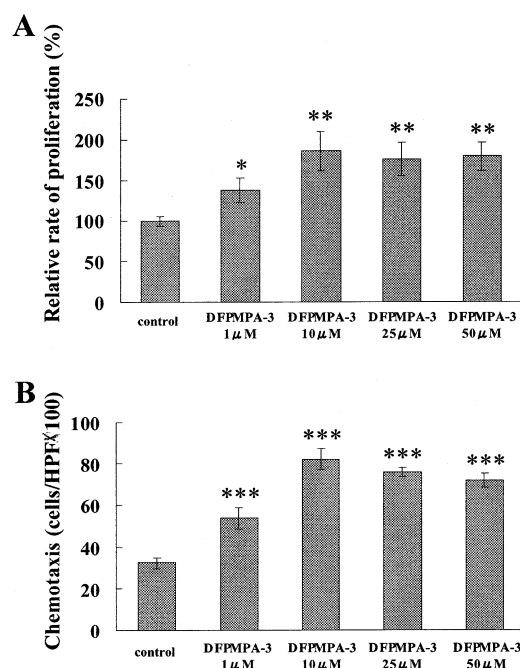 A
Relative rate of proliferation (%)
250
200
150
100
50
0
*
**
**
**
control
DFPMPA-3
1μM
DFPMPA-3
10μM
DFPMPA-3
25μM
DFPMPA-3
50μM
B
Chemotaxis (cells/HPF/100)
100
80
60
40
20
0
***
***
***
***
control
DFPMPA-3
1μM
DFPMPA-3
10μM
DFPMPA-3
25μM
DFPMPA-3
50μM